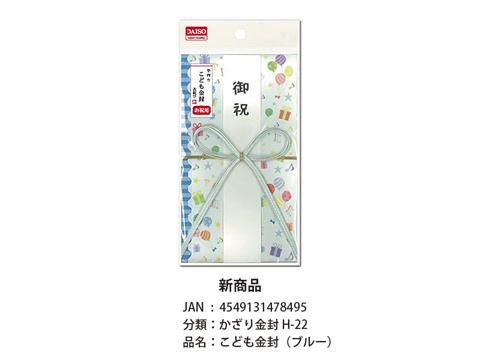 DAISO
こども金封
お祝用
御祝
新商品
JAN : 4549131478495
分類：かざり金封 H-22
品名：こども金封（ブルー）